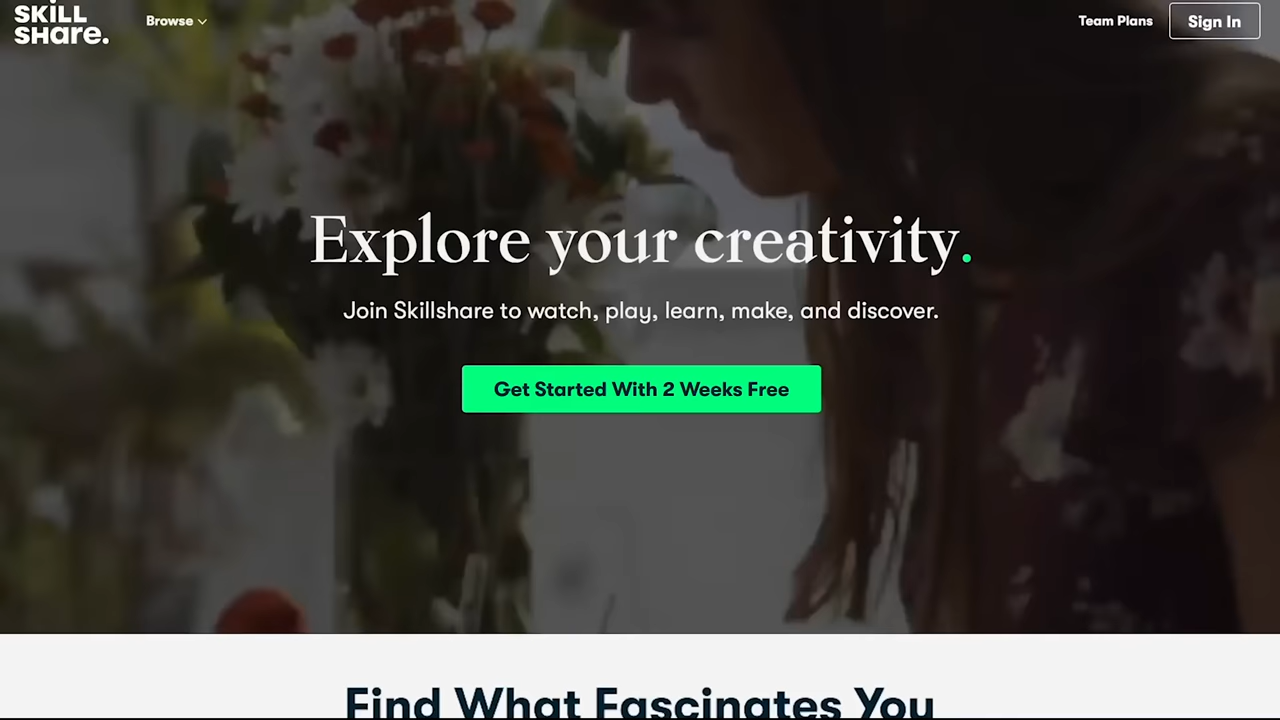 SKILL
SHare.
Browse
Team Plans
Sign In
Explore your creativity.
Join Skillshare to watch, play, learn, make, and discover.
Get Started With 2 Weeks Free
Find What Fascinates You